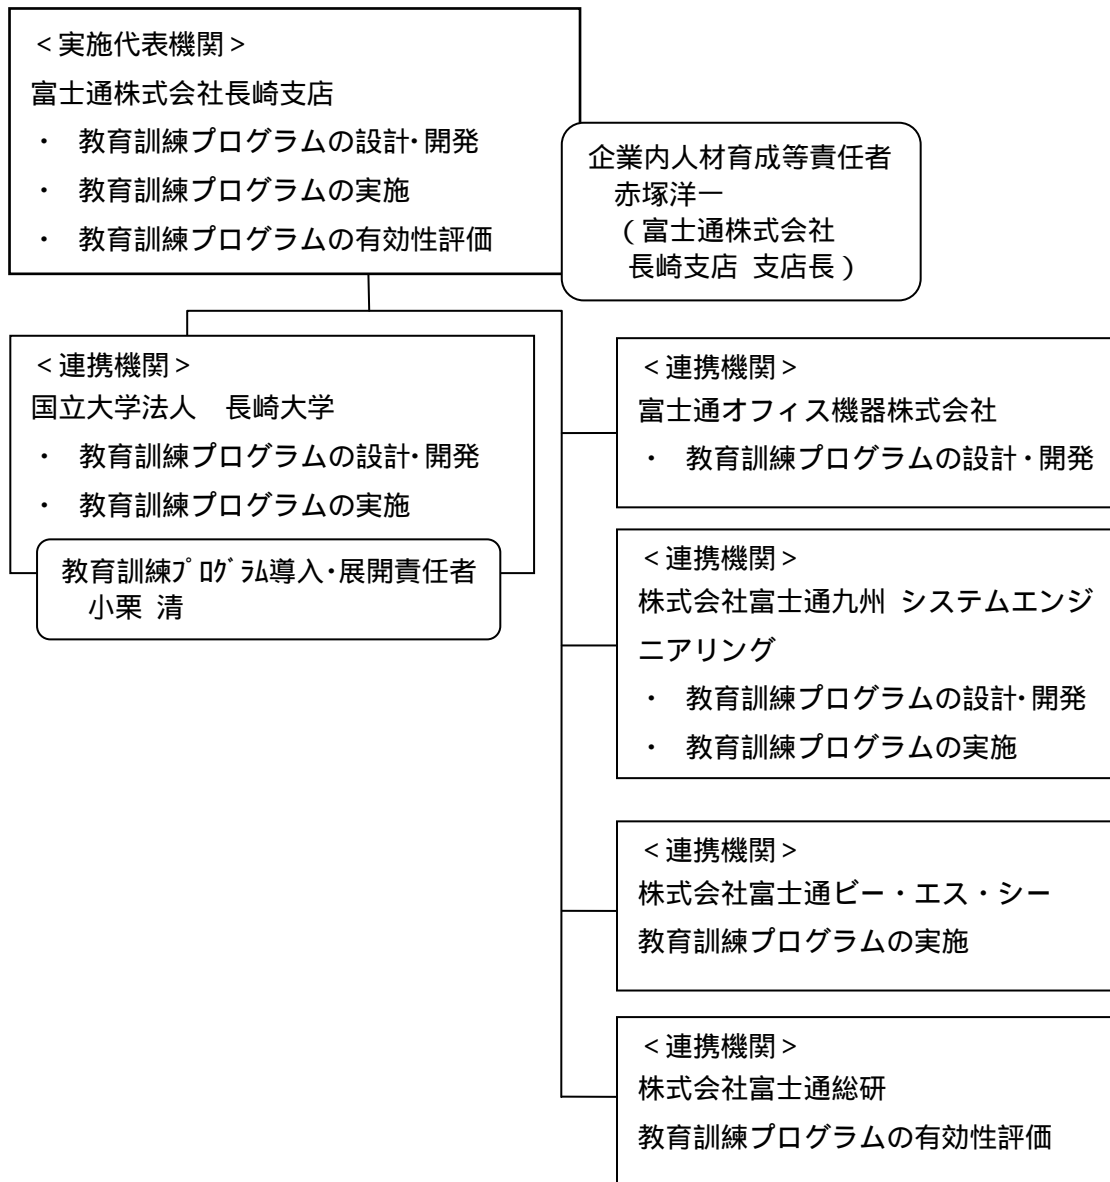 ＜実施代表機関＞
富士通株式会社長崎支店
・ 教育訓練プログラムの設計・開発
・ 教育訓練プログラムの実施
・ 教育訓練プログラムの有効性評価
企業内人材育成等責任者
赤塚洋一
（富士通株式会社
長崎支店 支店長）
＜連携機関＞
国立大学法人　長崎大学
・ 教育訓練プログラムの設計・開発
・ 教育訓練プログラムの実施
教育訓練ﾌﾟﾛｸﾞﾗﾑ導入・展開責任者
小栗 清
＜連携機関＞
富士通オフィス機器株式会社
・ 教育訓練プログラムの設計・開発
＜連携機関＞
株式会社富士通九州 システムエンジ
ニアリング
・ 教育訓練プログラムの設計・開発
・ 教育訓練プログラムの実施
＜連携機関＞
株式会社富士通ビー・エス・シー
教育訓練プログラムの実施
＜連携機関＞
株式会社富士通総研
教育訓練プログラムの有効性評価